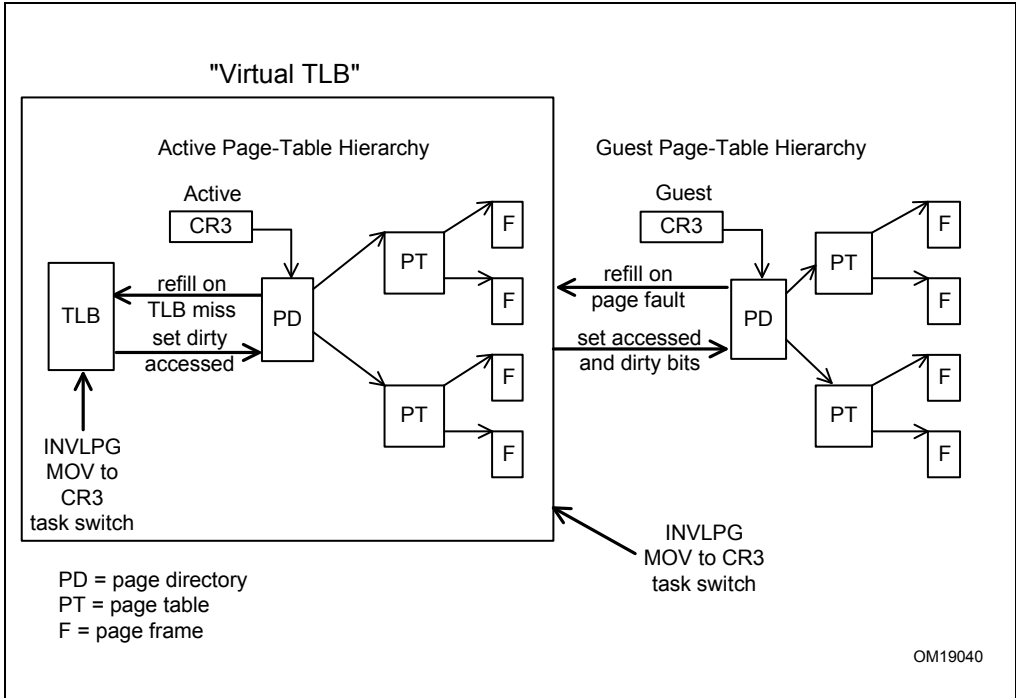 "Virtual TLB"
Active Page-Table Hierarchy
Guest Page-Table Hierarchy
Active
CR3
Guest
CR3
F
F
PT
PT
F
F
refill on
TLB miss
set dirty
accessed
TLB
PD
refill on
page fault
set accessed
and dirty bits
PD
F
F
PT
PT
F
F
INVLPG
MOV to
CR3
task switch
INVLPG
MOV to CR3
task switch
PD = page directory
PT = page table
F = page frame
OM19040